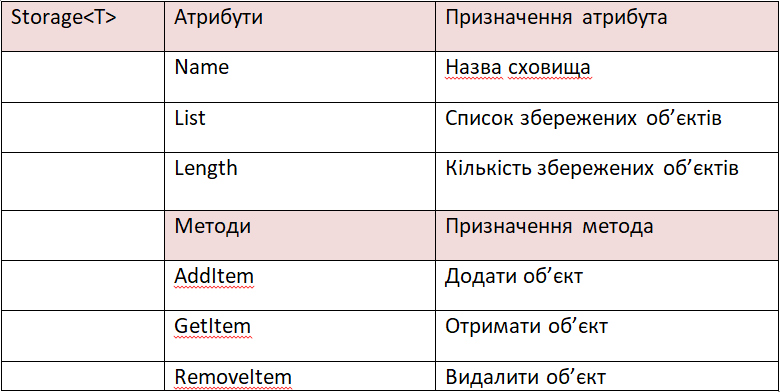 Storage<T> Атрибути Призначення атрибута
Name Назва сховища
List Список збережених об’єктів
Length Кількість збережених об’єктів
Методи Призначення метода
AddItem Додати об’єкт
GetItem Отримати об’єкт
RemoveItem Видалити об’єкт